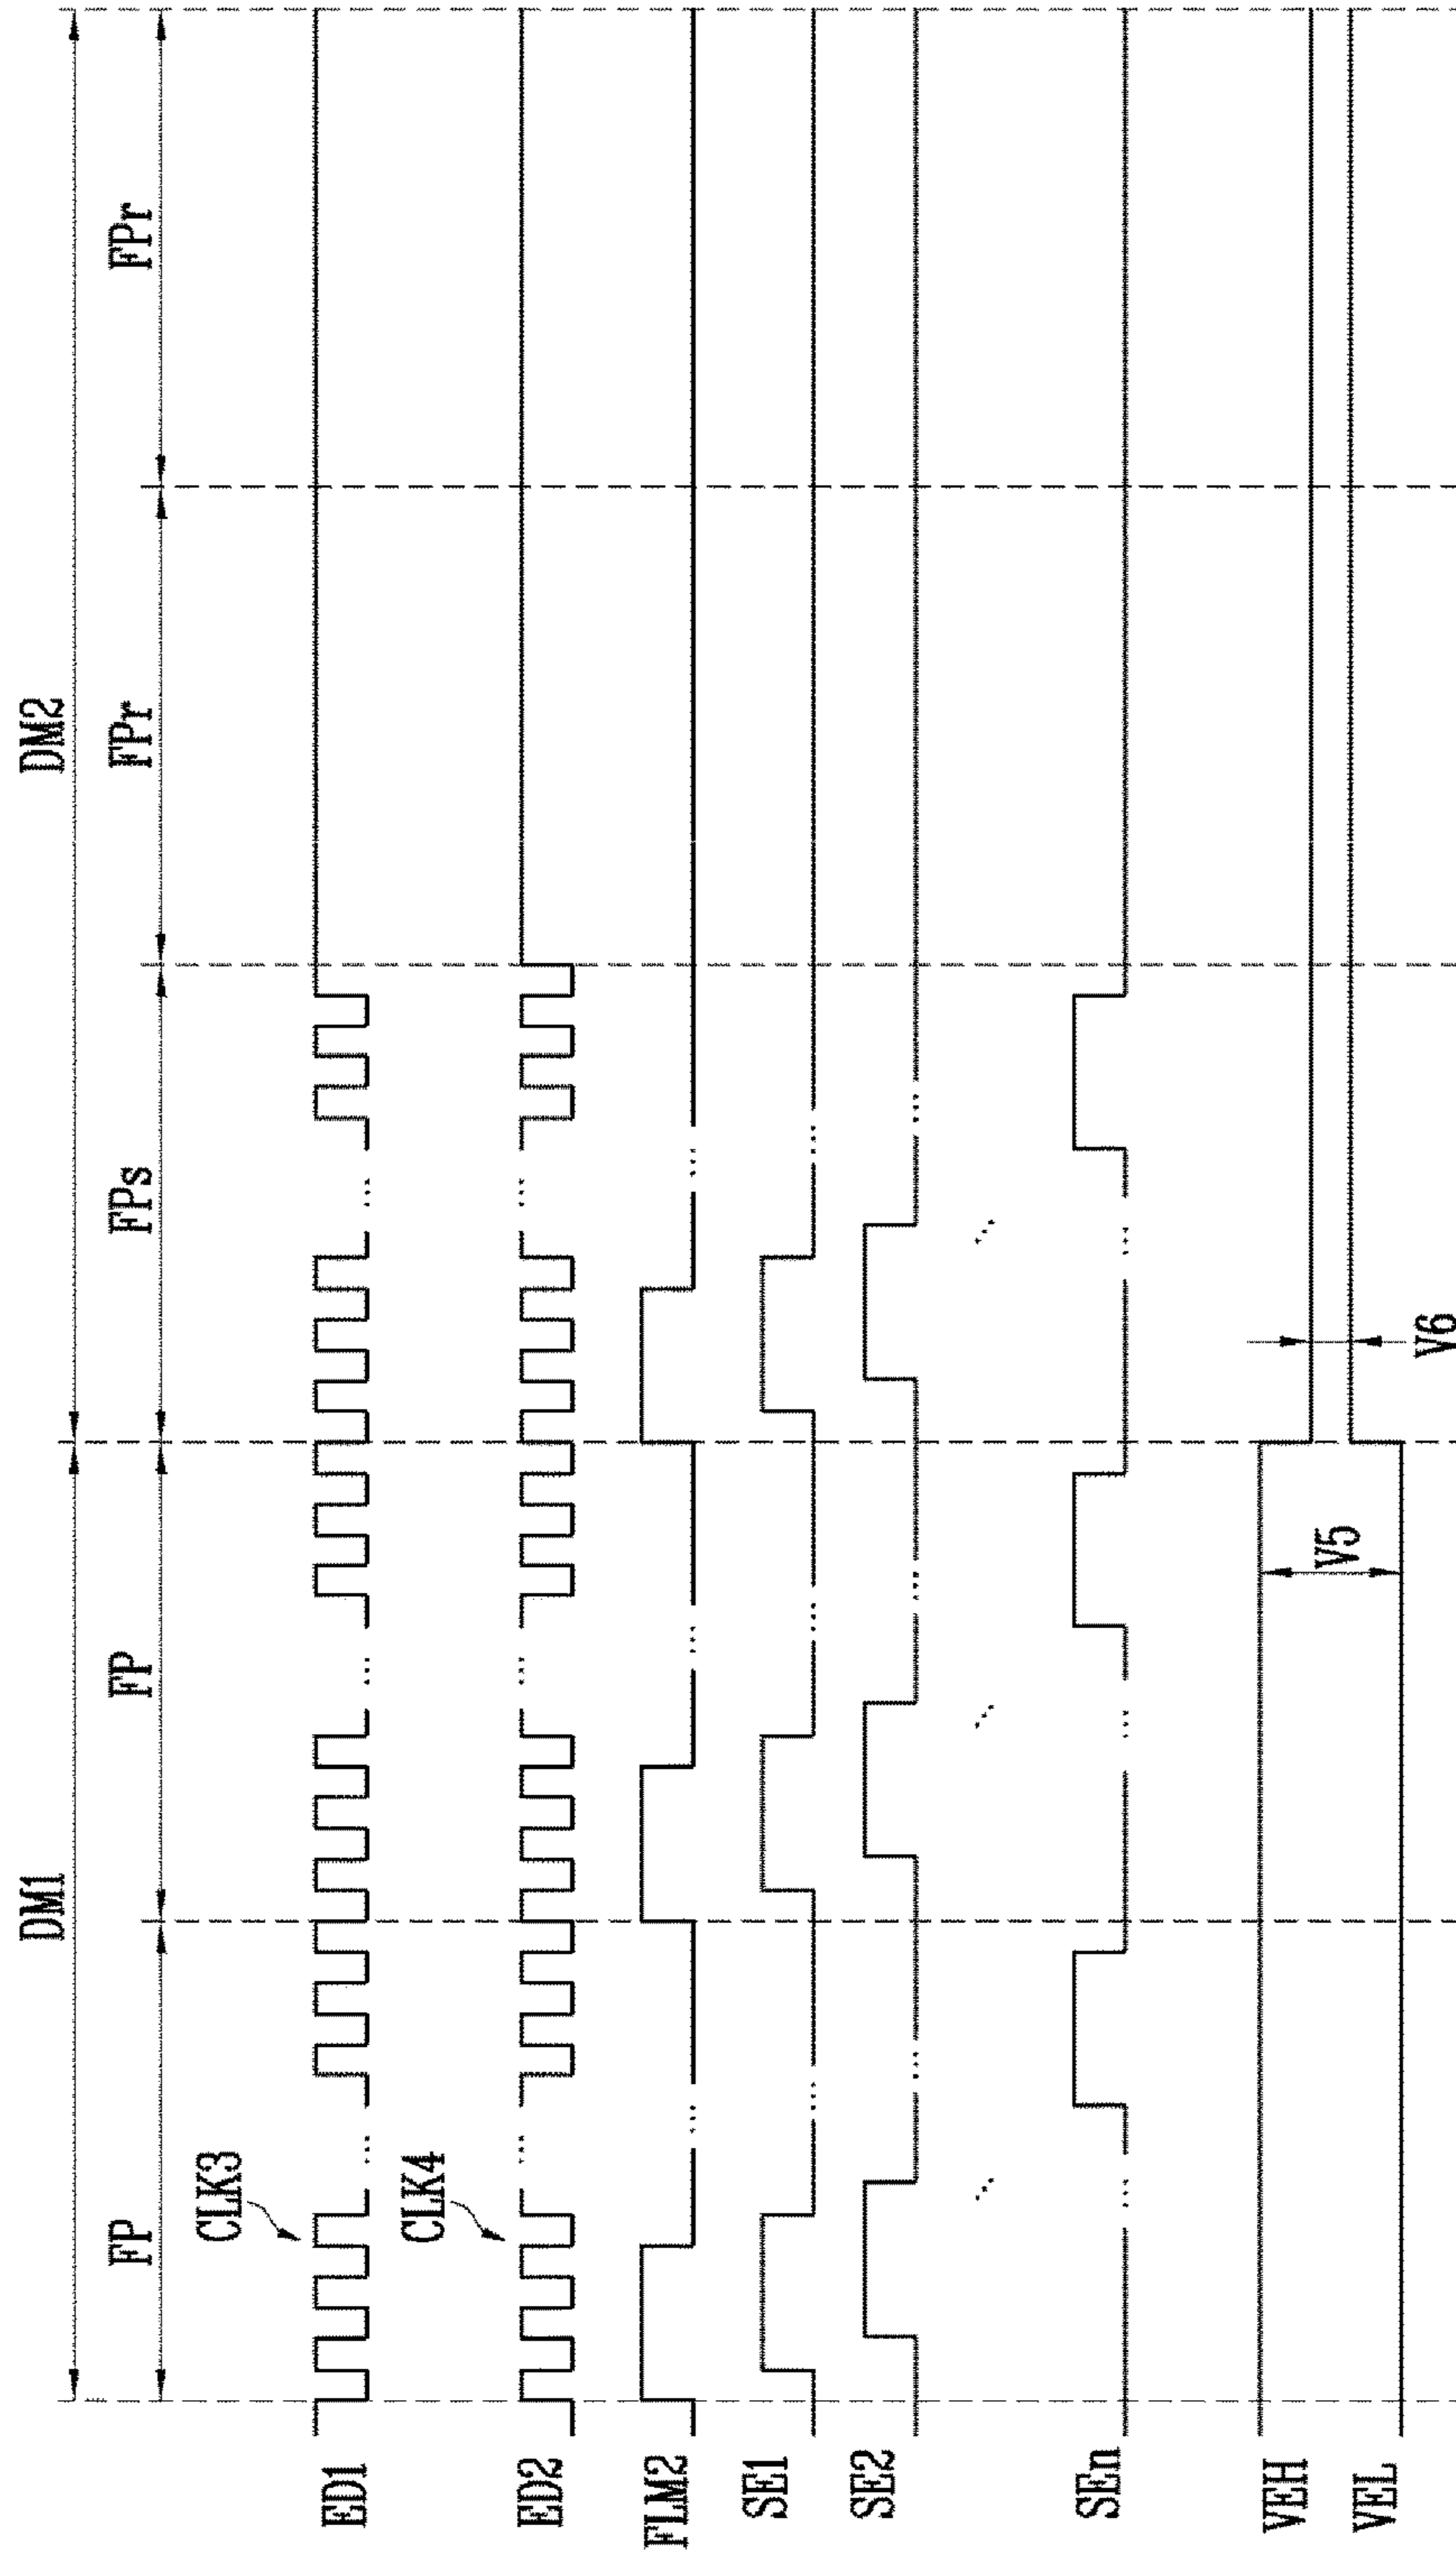 DM1 DM2
FP FP FPs FPr FPr
CLK3
ED1
CLK4
ED2
FLM2
SE1
SE2
SEn
VEH
V5
V6
VEL